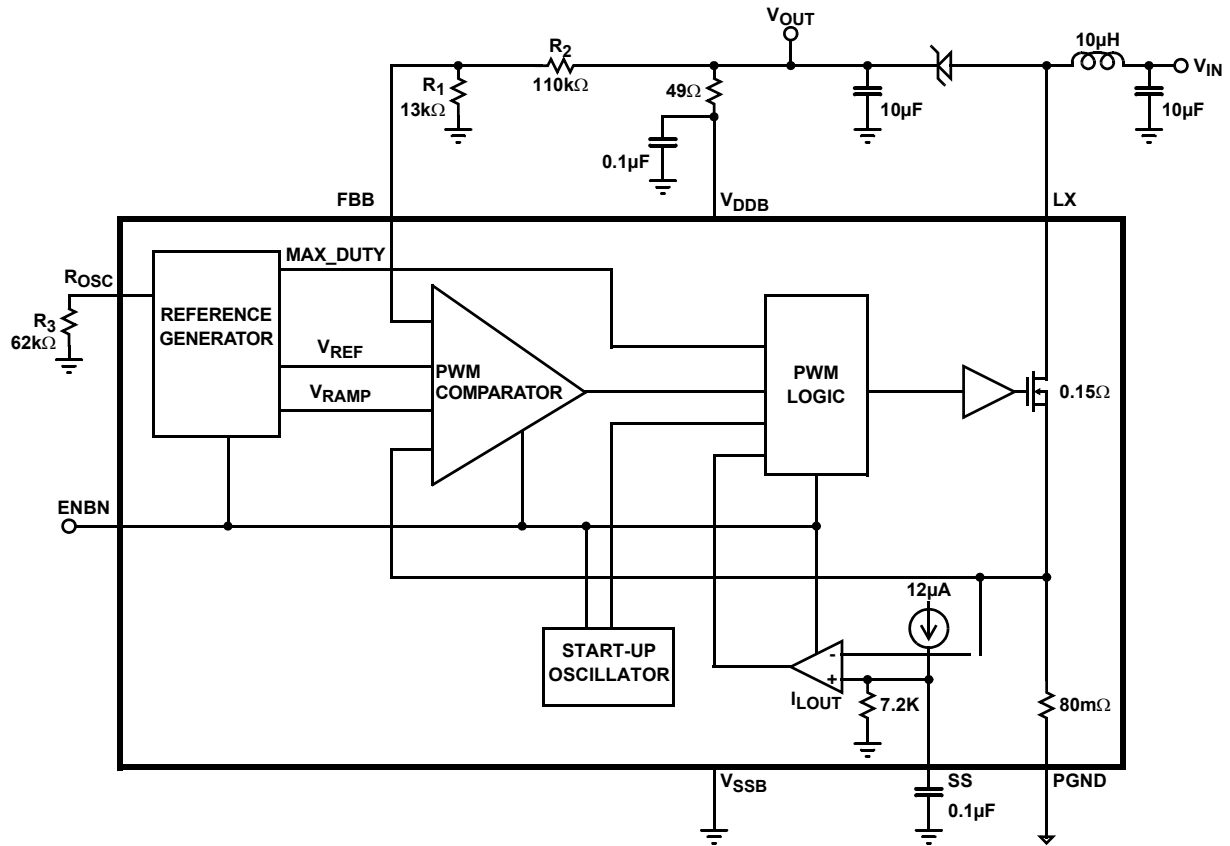 VOUT
R2
110kΩ
10µH
VIN
R1
13kΩ
49Ω
10µF
10µF
0.1µF
FBB
VDDB
LX
MAX_DUTY
ROSC
REFERENCE
GENERATOR
R3
62kΩ
VREF
VRAMP
PWM
COMPARATOR
PWM
LOGIC
0.15Ω
ENBN
12µA
START-UP
OSCILLATOR
-
+
ILOUT
7.2K
80mΩ
VSSB
SS
PGND
0.1µF